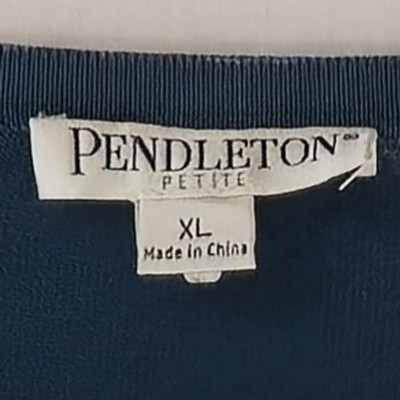 PENDLETON
PETITE
XL
Made in China